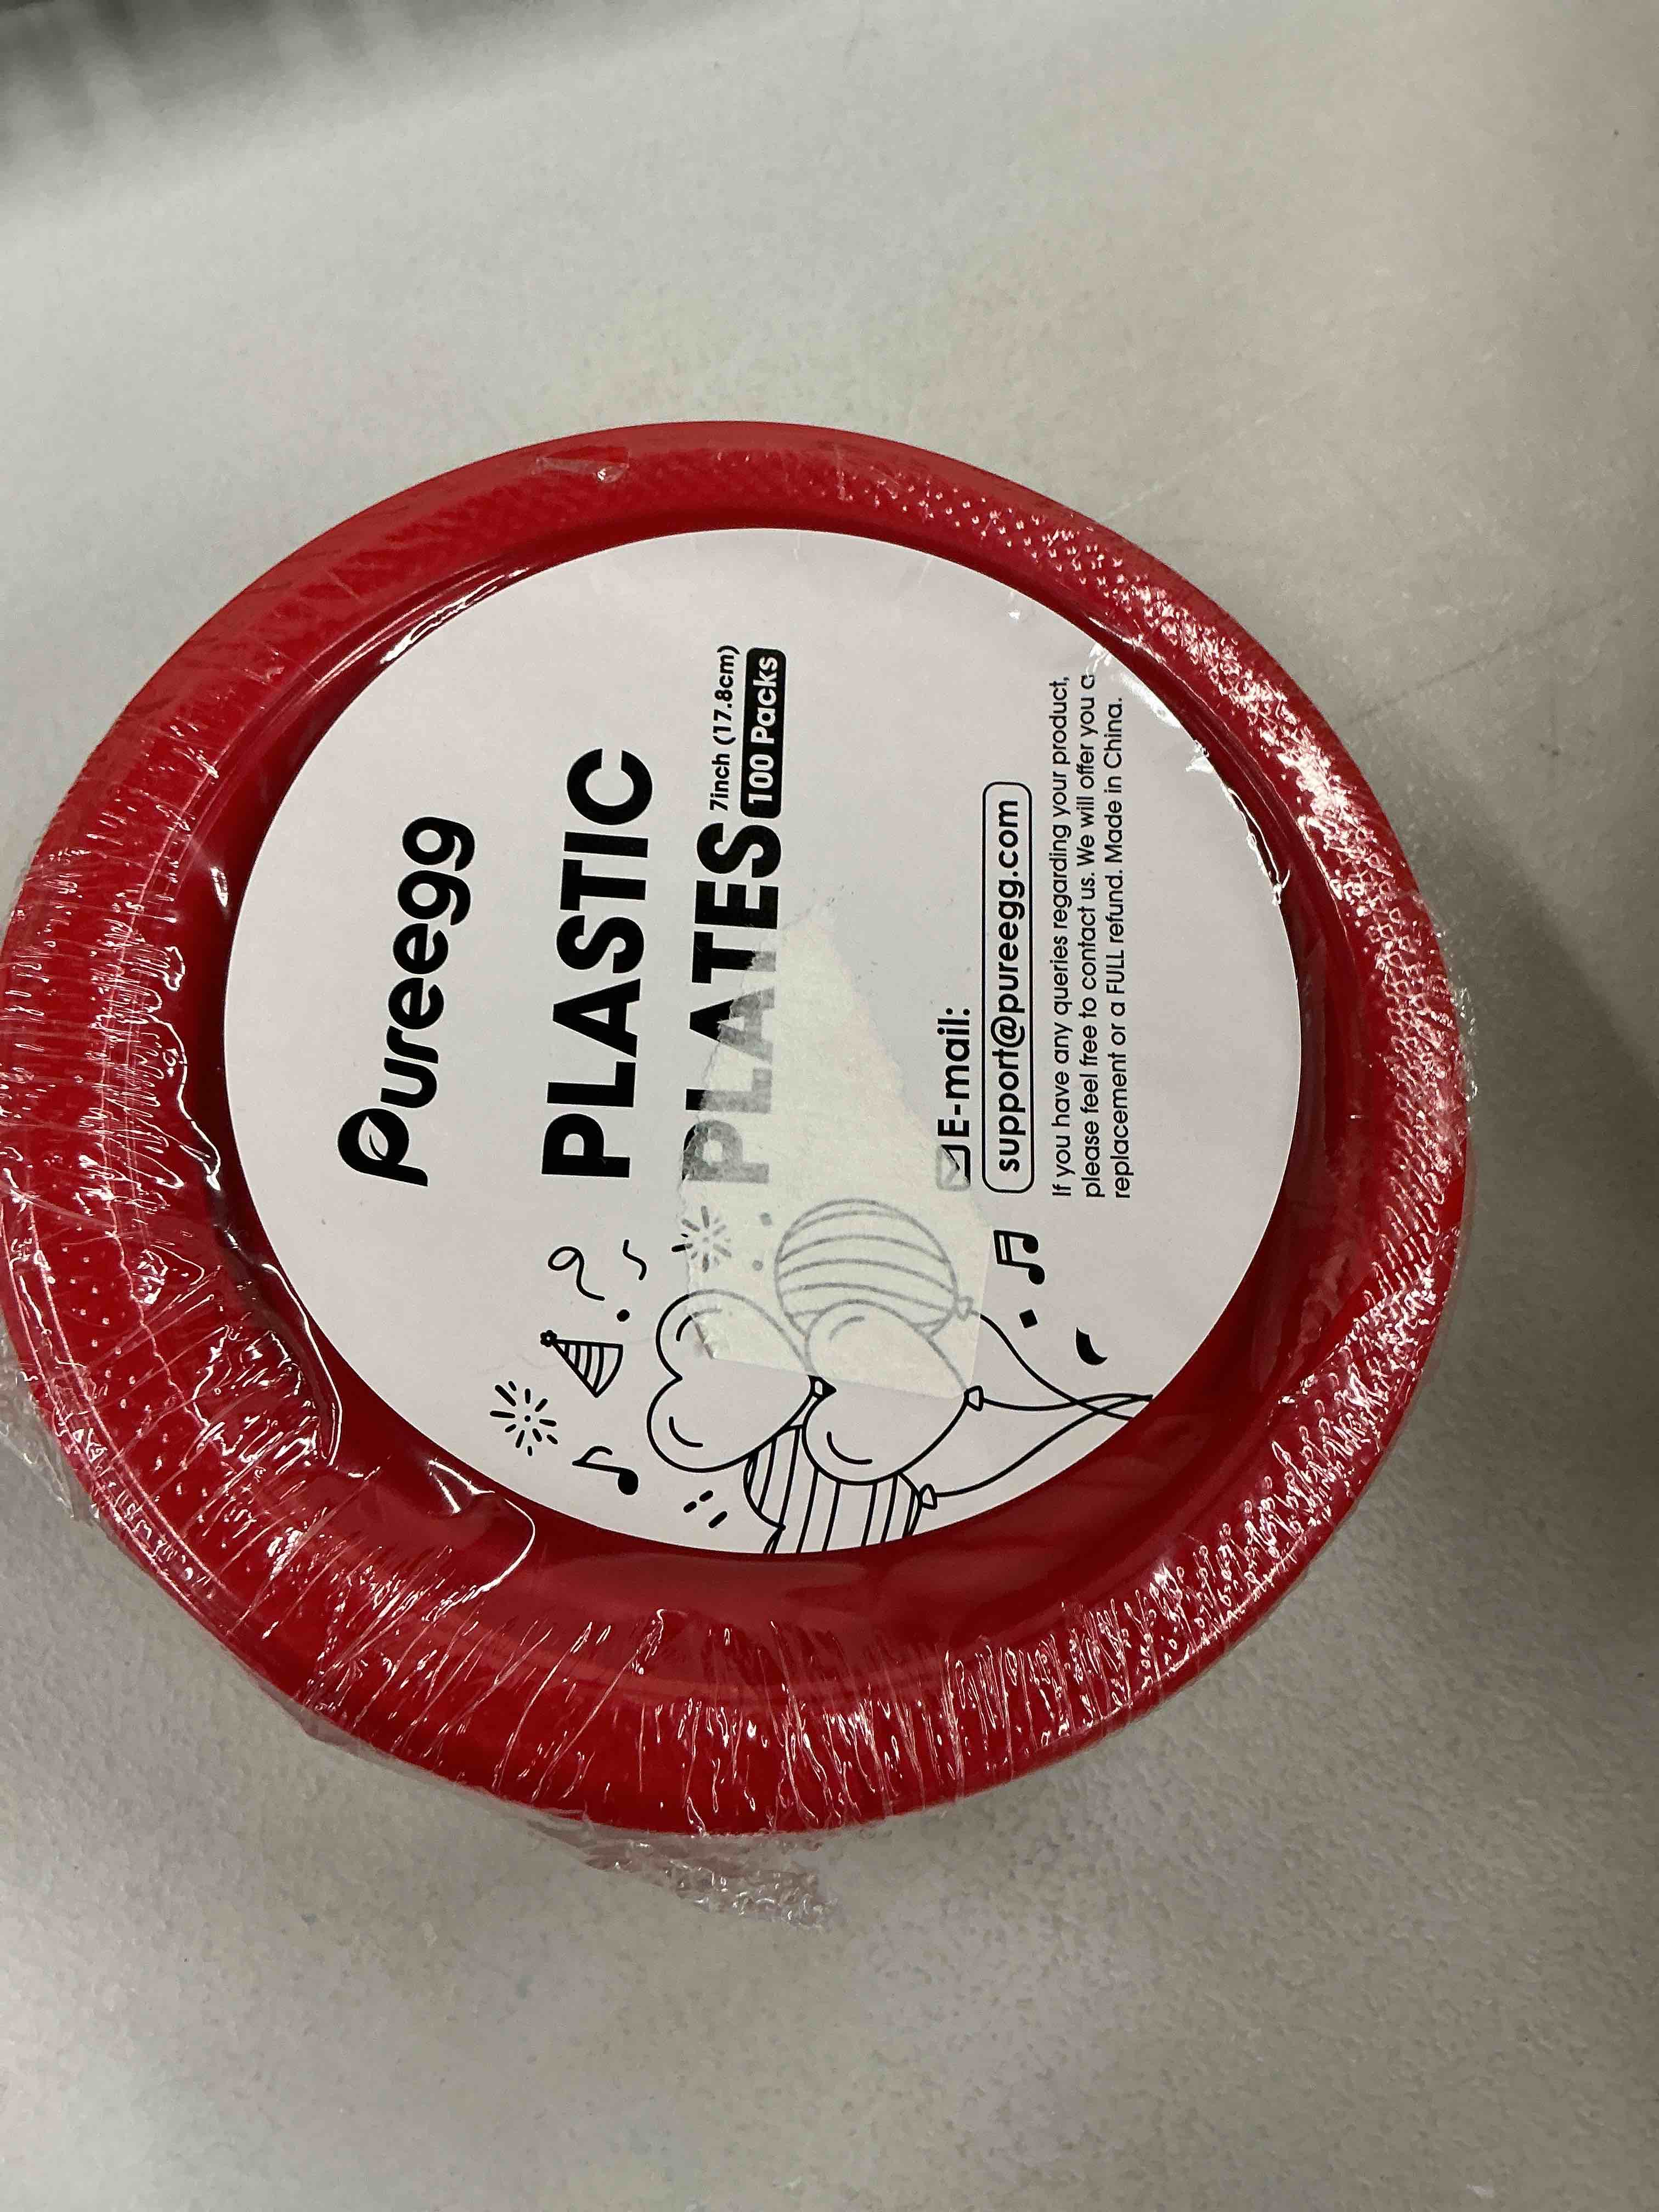 Pureegg
PLASTIC
PLATES
7inch (17.8cm)
100 Packs
E-mail:
support@pureegg.com
If you have any queries regarding your product,
please feel free to contact us. We will offer you a
replacement or a FULL refund. Made in China.